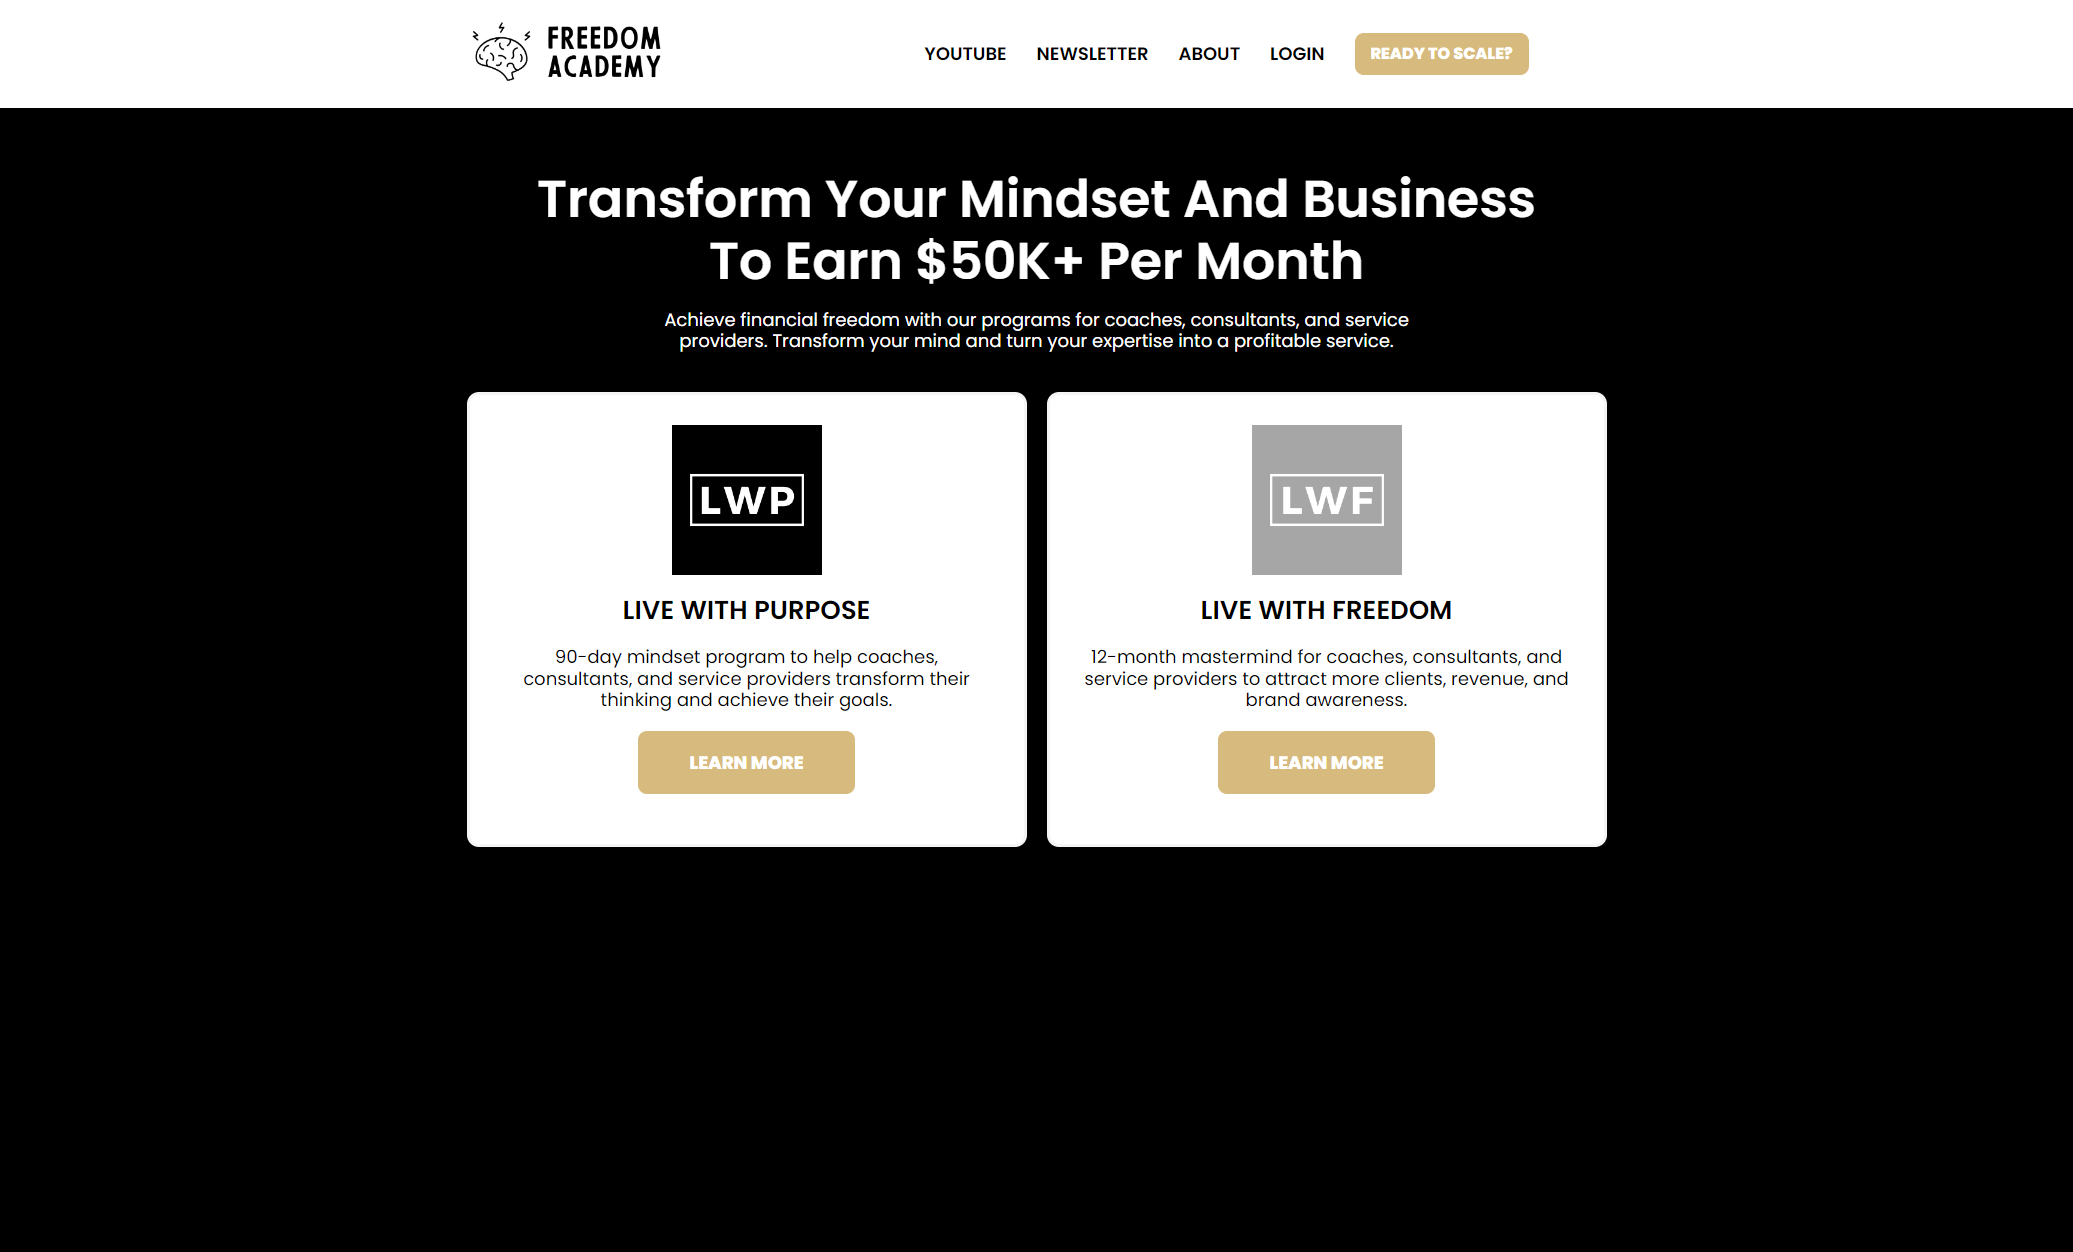 FREEDOM
ACADEMY
YOUTUBE
NEWSLETTER
ABOUT
LOGIN
READY TO SCALE?
Transform Your Mindset And Business
To Earn $50K+ Per Month
Achieve financial freedom with our programs for coaches, consultants, and service
providers. Transform your mind and turn your expertise into a profitable service.
LWP
LIVE WITH PURPOSE
90-day mindset program to help coaches,
consultants, and service providers transform their
thinking and achieve their goals.
LEARN MORE
LWF
LIVE WITH FREEDOM
12-month mastermind for coaches, consultants, and
service providers to attract more clients, revenue, and
brand awareness.
LEARN MORE